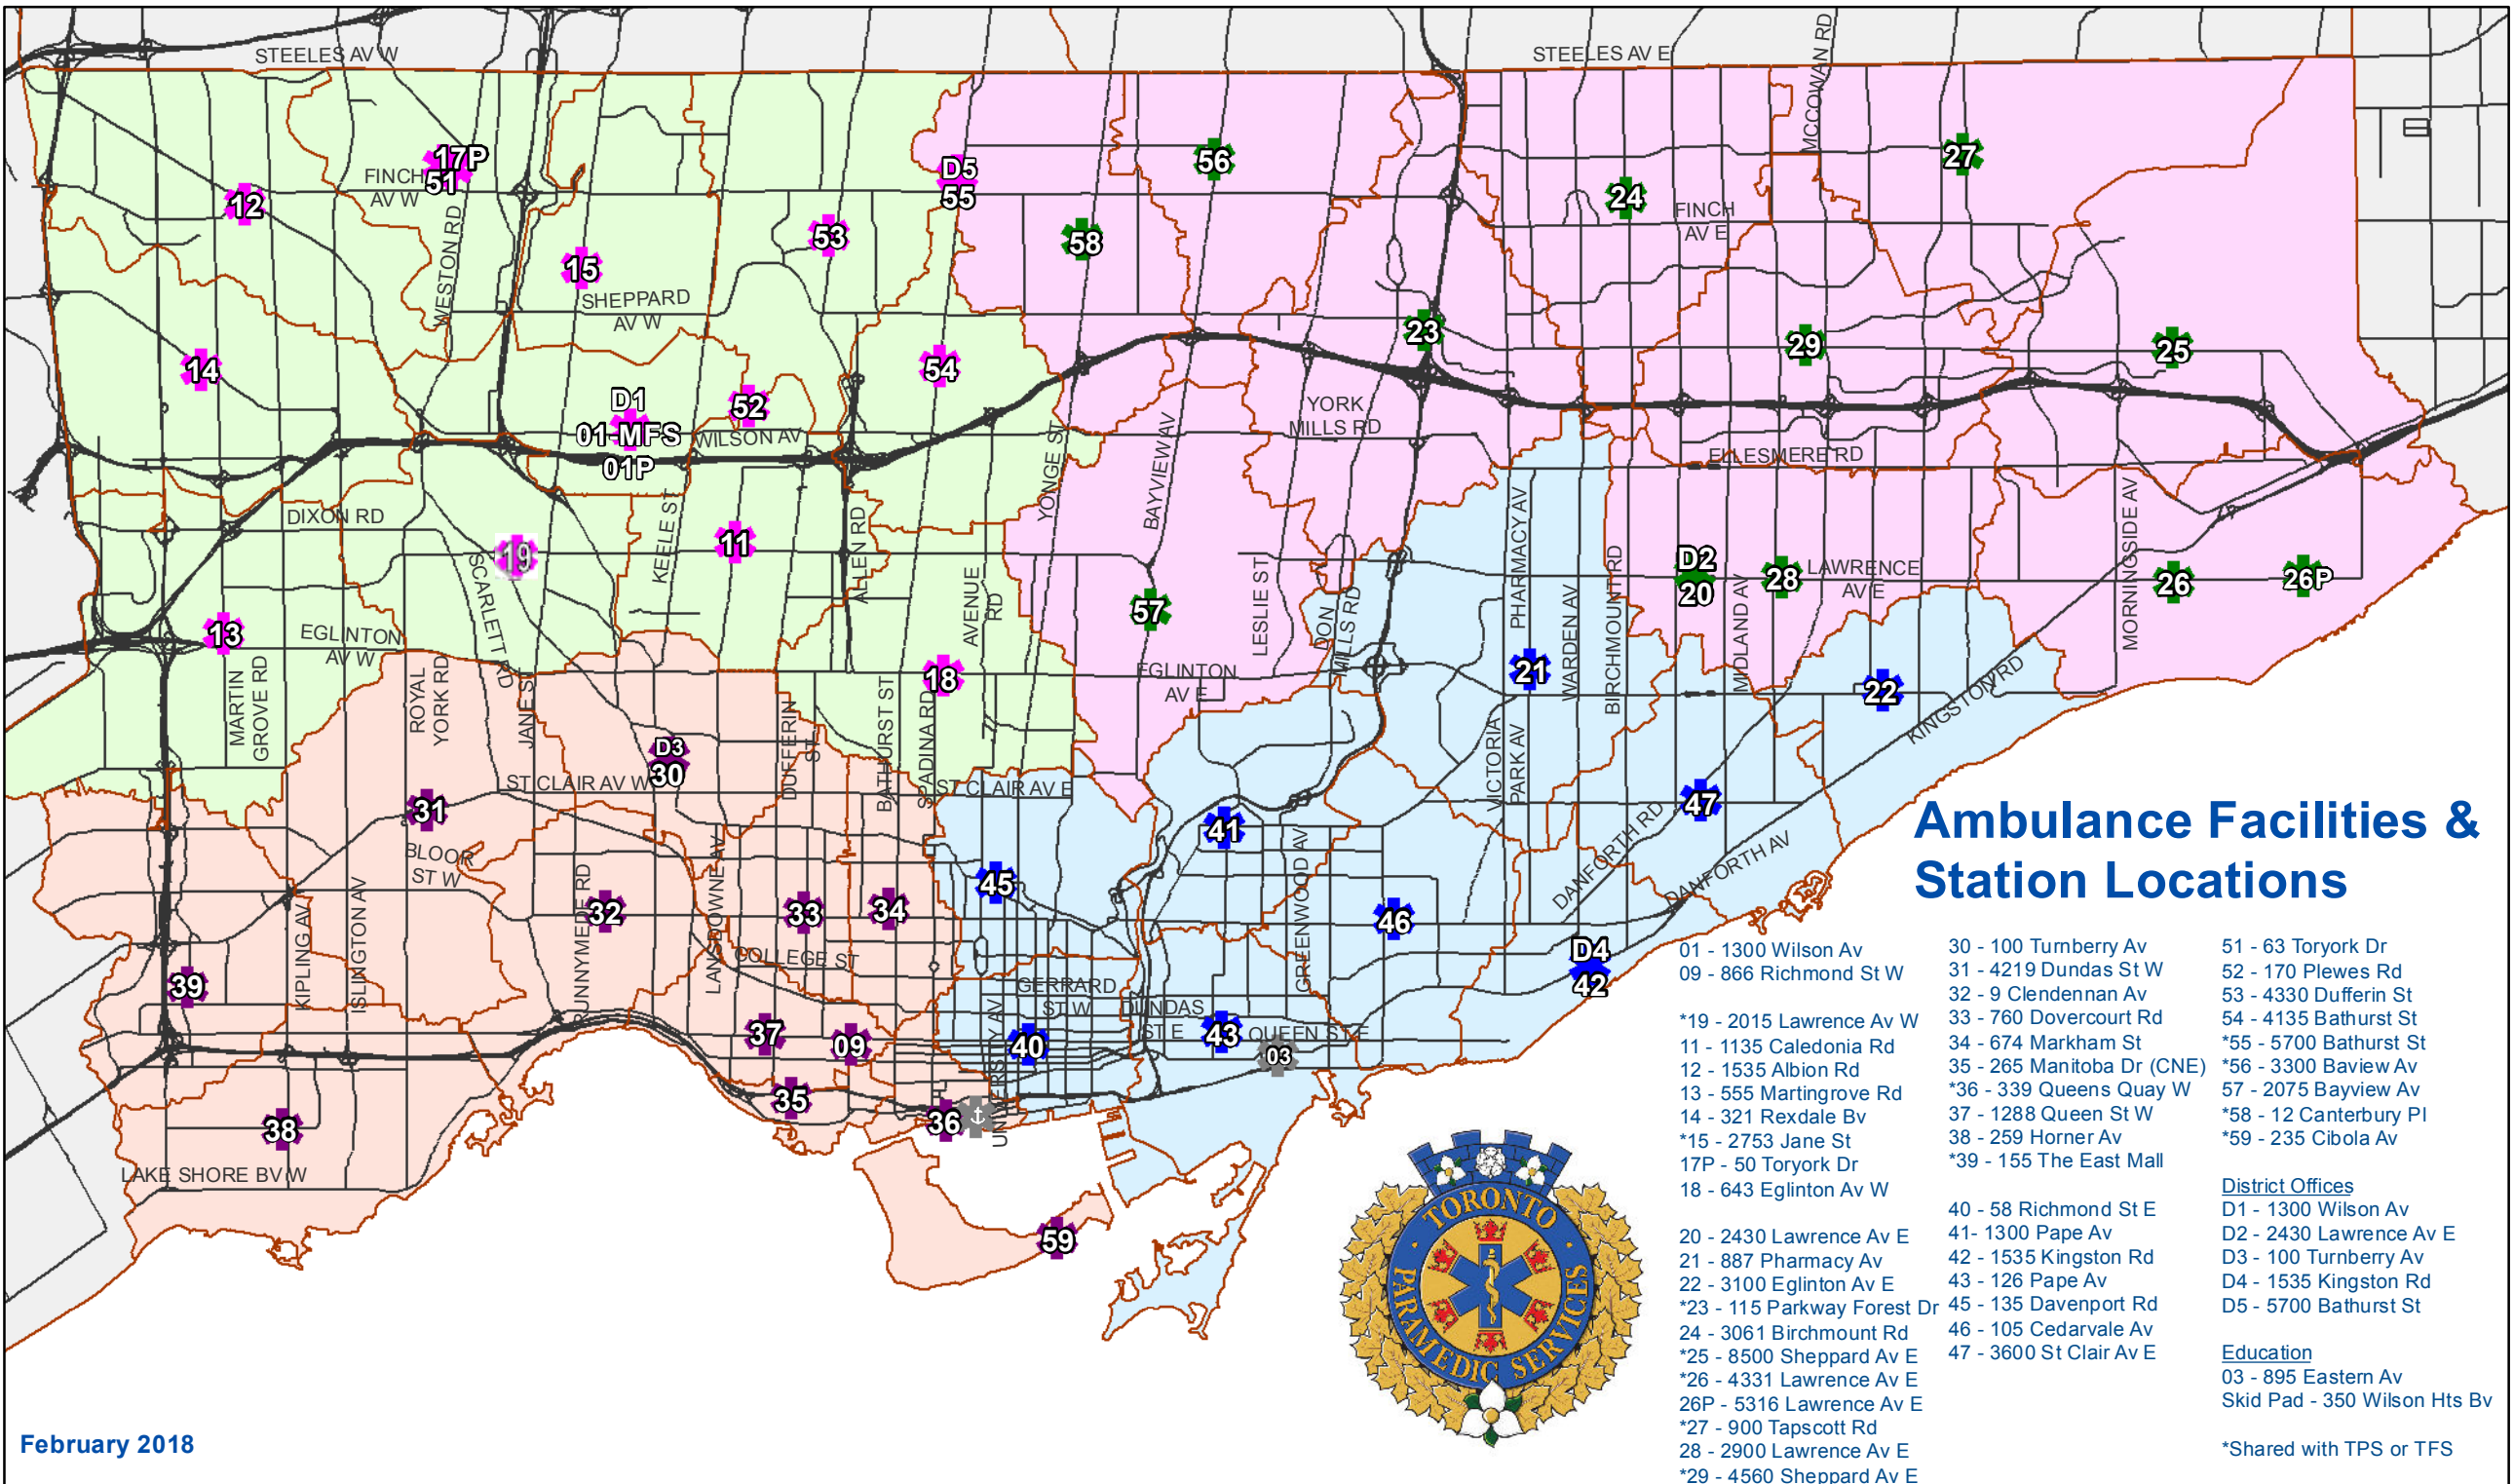 STEELES AV W
STEELES AV E
MCCOWAN RD
17P
51
FINCH
AV W
12
WESTON RD
15
53
D5
55
56
58
24
27
FINCH
AV E
SHEPPARD
AV W
14
D1
01-MFS
01P
52
WILSON AV
54
23
29
25
YORK
MILLS RD
YONGE ST
BAYVIEW AV
ELLESMERE RD
DIXON RD
19
KEELE ST
11
ALLEN RD
SCARLETT RD
AVENUE
RD
57
LESLIE ST
DON
MILLS RD
PHARMACY AV
WARDEN AV
BIRCHMOUNT RD
D2
20
MIDLAND AV
28
LAWRENCE
AV E
MORNINGSIDE AV
26
26P
13
EGLINTON
AV W
MARTIN
GROVE RD
ROYAL
YORK RD
JANE ST
18
EGLINTON
AV E
21
22
KINGSTON RD
D3
30
DUFFERIN
ST
BATHURST ST
SPADINA RD
ST CLAIR AV W
ST CLAIR AV E
VICTORIA
PARK AV
31
41
47
BLOOR
ST W
45
DANFORTH RD
DANFORTH AV
KIPLING AV
ISLINGTON AV
RUNNYMEDE RD
LANSDOWNE AV
32
33
34
GREENWOOD AV
46
COLLEGE ST
D4
42
39
GERRARD
ST W
DUNDAS
ST E
UNIVERSITY AV
37
09
40
43
QUEEN ST E
03
35
36
38
LAKE SHORE BV W
59
Ambulance Facilities &
Station Locations
01 - 1300 Wilson Av
09 - 866 Richmond St W
*19 - 2015 Lawrence Av W
11 - 1135 Caledonia Rd
12 - 1535 Albion Rd
13 - 555 Martingrove Rd
14 - 321 Rexdale Bv
*15 - 2753 Jane St
17P - 50 Toryork Dr
18 - 643 Eglinton Av W
20 - 2430 Lawrence Av E
21 - 887 Pharmacy Av
22 - 3100 Eglinton Av E
*23 - 115 Parkway Forest Dr
24 - 3061 Birchmount Rd
*25 - 8500 Sheppard Av E
*26 - 4331 Lawrence Av E
26P - 5316 Lawrence Av E
*27 - 900 Tapscott Rd
28 - 2900 Lawrence Av E
*29 - 4560 Sheppard Av E
30 - 100 Turnberry Av
31 - 4219 Dundas St W
32 - 9 Clendennan Av
33 - 760 Dovercourt Rd
34 - 674 Markham St
35 - 265 Manitoba Dr (CNE)
*36 - 339 Queens Quay W
37 - 1288 Queen St W
38 - 259 Horner Av
*39 - 155 The East Mall
40 - 58 Richmond St E
41- 1300 Pape Av
42 - 1535 Kingston Rd
43 - 126 Pape Av
45 - 135 Davenport Rd
46 - 105 Cedarvale Av
47 - 3600 St Clair Av E
51 - 63 Toryork Dr
52 - 170 Plewes Rd
53 - 4330 Dufferin St
54 - 4135 Bathurst St
*55 - 5700 Bathurst St
*56 - 3300 Baview Av
57 - 2075 Bayview Av
*58 - 12 Canterbury Pl
*59 - 235 Cibola Av
District Offices
D1 - 1300 Wilson Av
D2 - 2430 Lawrence Av E
D3 - 100 Turnberry Av
D4 - 1535 Kingston Rd
D5 - 5700 Bathurst St
Education
03 - 895 Eastern Av
Skid Pad - 350 Wilson Hts Bv
*Shared with TPS or TFS
TORONTO
PARAMEDIC SERVICES
February 2018